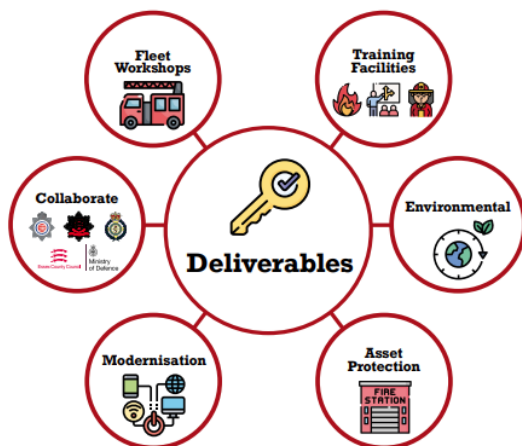 Fleet
Workshops
Training
Facilities
Collaborate
Essex County Council
Ministry
of Defence
Environmental
Deliverables
Modernisation
Asset
Protection
FIRE
STATION